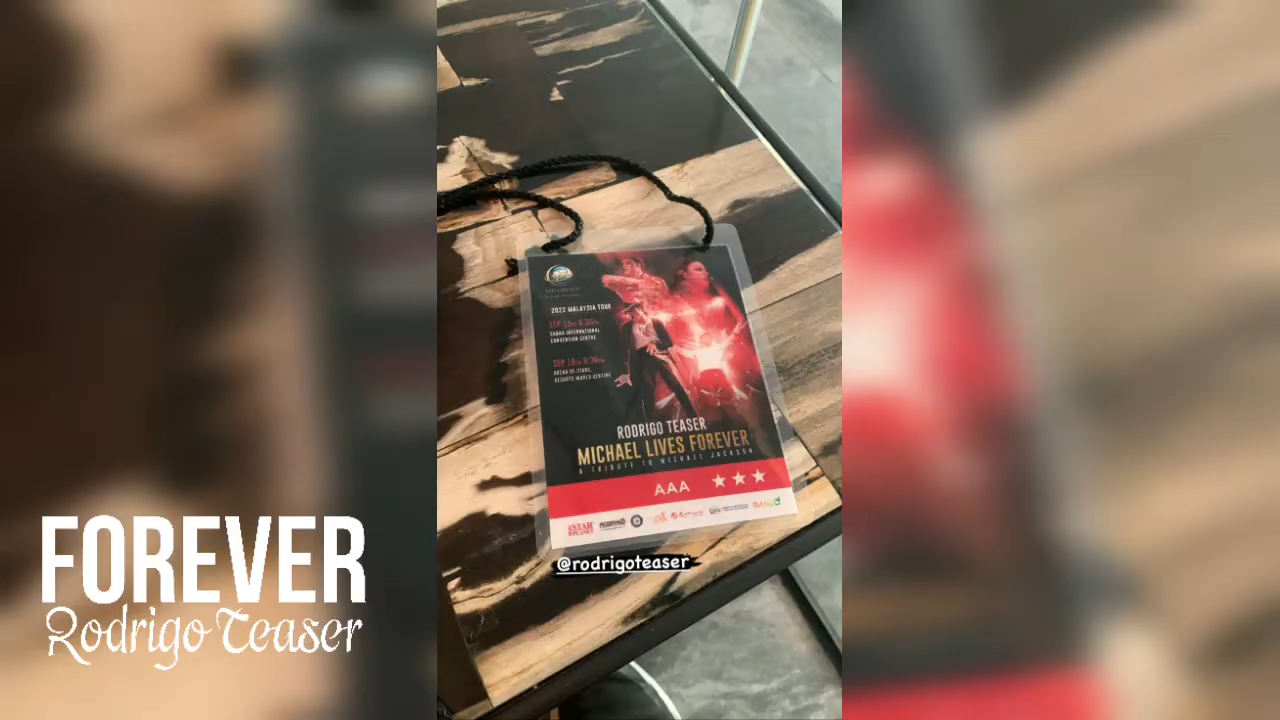 2023 MALAYSIA TOUR
SABAH INTERNATIONAL
CONVENTION CENTRE
ARENA OF STARS,
RESORTS WORLD GENTING
RODRIGO TEASER
MICHAEL LIVES FOREVER
A TRIBUTE TO MICHAEL JACKSON
AAA
@rodrigoteaser
FOREVER
Rodrigo Teaser